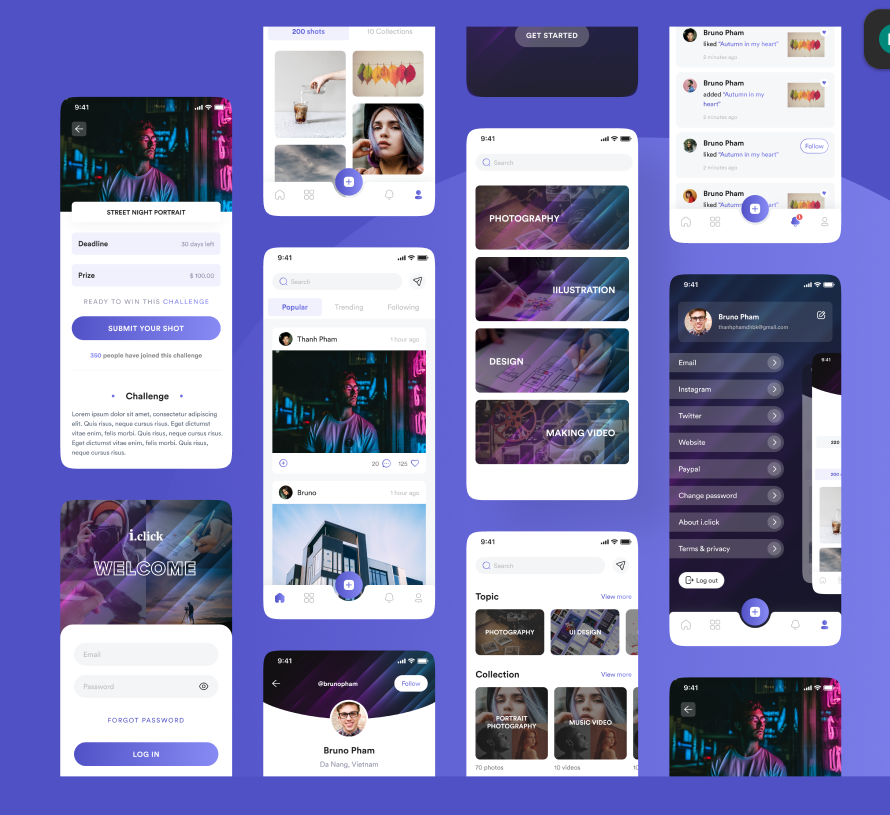 9:41
STREET NIGHT PORTRAIT
Deadline
30 days left
Prize
$ 100.00
READY TO WIN THIS CHALLENGE
SUBMIT YOUR SHOT
350 people have joined this challenge
Challenge
Lorem ipsum dolor sit amet, consectetur adipiscing
elit. Quis risus, neque cursus risus. Eget dictumst
vitae enim, felis morbi. Quis risus, neque cursus risus.
Eget dictumst vitae enim, felis morbi. Quis risus,
neque cursus risus.
i.click
WELCOME
Email
Password
FORGOT PASSWORD
LOG IN
200 shots
10 Collections
9:41
Search
Popular
Trending
Following
Thanh Pham
1 hour ago
20
125
Bruno
1 hour ago
9:41
@brunopham
Follow
Bruno Pham
Da Nang, Vietnam
GET STARTED
9:41
Search
PHOTOGRAPHY
IILUSTRATION
DESIGN
MAKING VIDEO
9:41
Search
Topic
View more
PHOTOGRAPHY
UI DESIGN
Collection
View more
PORTRAIT
PHOTOGRAPHY
MUSIC VIDEO
70 photos
10 videos
10
Bruno Pham
liked "Autumn in my heart"
2 minutes ago
Bruno Pham
added "Autumn in my
heart"
2 minutes ago
Bruno Pham
liked "Autumn in my heart"
2 minutes ago
Follow
Bruno Pham
liked "Autumn in my heart"
1
9:41
Bruno Pham
thanhphamdhbk@gmail.com
Email
Instagram
Twitter
Website
Paypal
Change password
About i.click
Terms & privacy
Log out
9:41
220
200
9:41